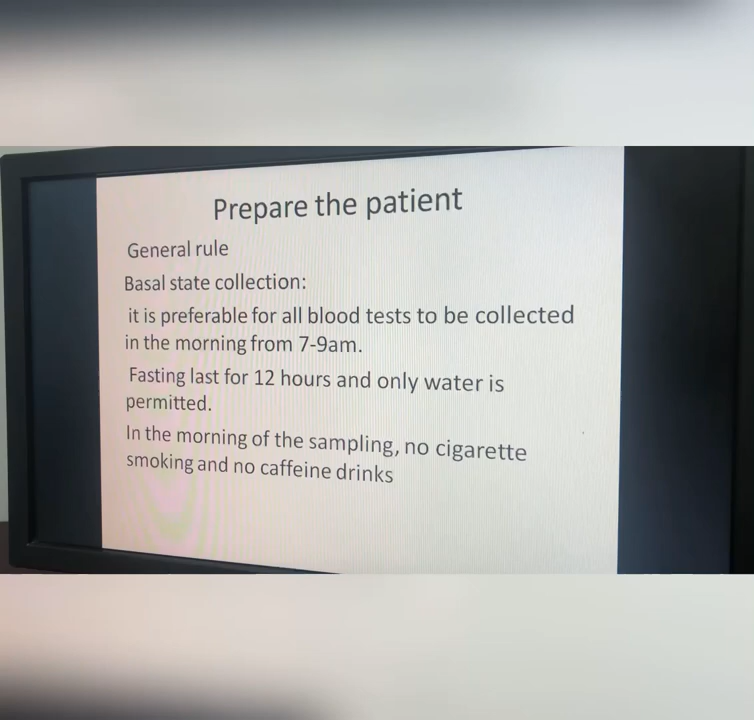 Prepare the patient
General rule
Basal state collection:
it is preferable for all blood tests to be collected
in the morning from 7-9am.
Fasting last for 12 hours and only water is
permitted.
In the morning of the sampling, no cigarette
smoking and no caffeine drinks